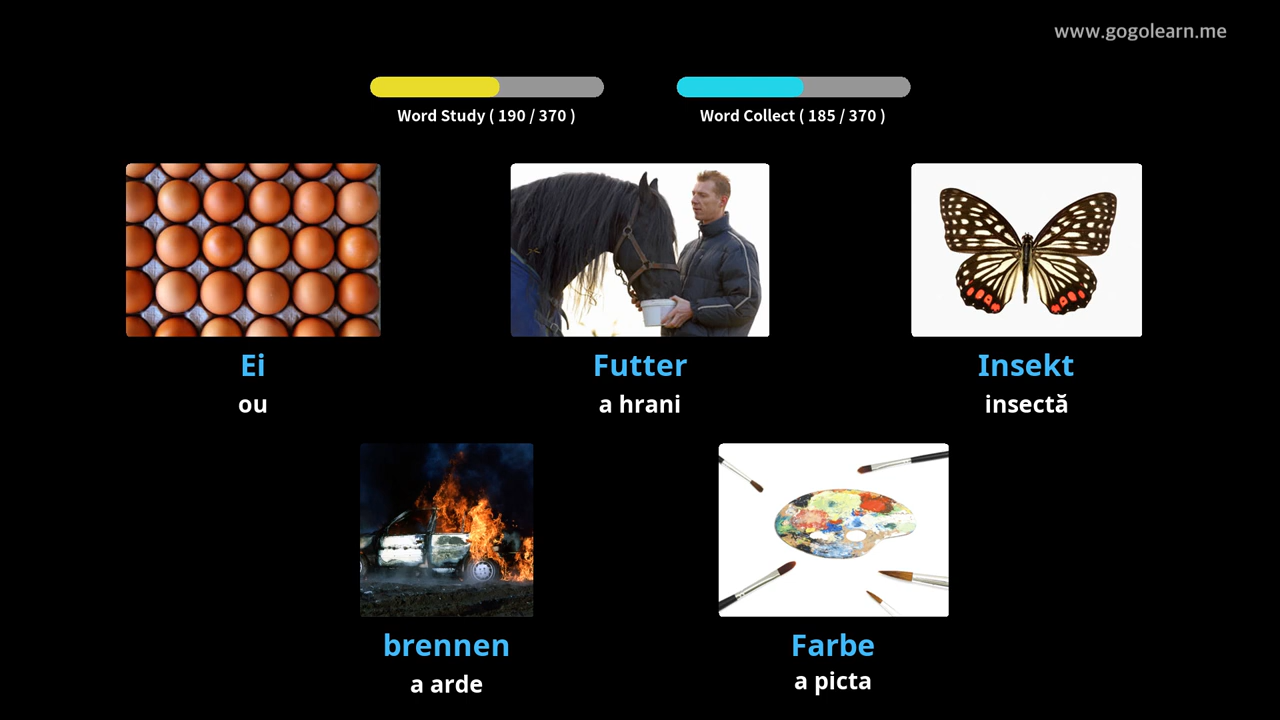 www.gogolearn.me
Word Study ( 190 / 370 )
Word Collect ( 185 / 370 )
Ei
ou
Futter
a hrani
Insekt
insectă
brennen
a arde
Farbe
a picta